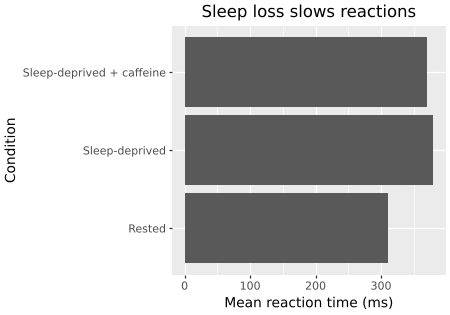 Sleep loss slows reactions
Condition
Sleep-deprived + caffeine
Sleep-deprived
Rested
0 100 200 300
Mean reaction time (ms)